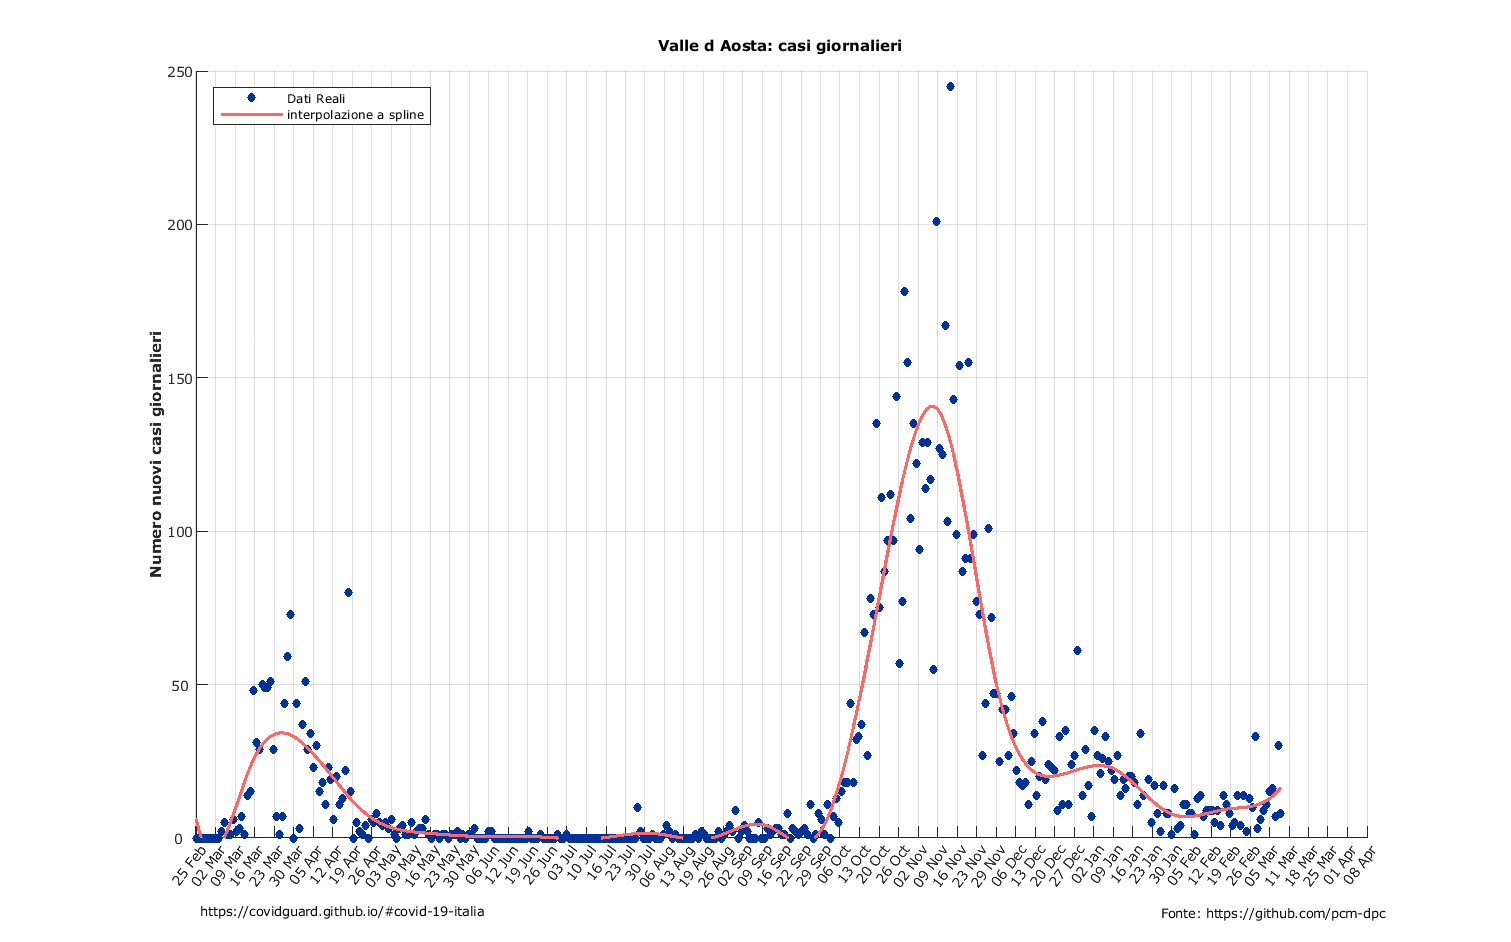 Valle d Aosta: casi giornalieri
Dati Reali
interpolazione a spline
Numero nuovi casi giornalieri
250
200
150
100
50
0
25 Feb
02 Mar
09 Mar
16 Mar
23 Mar
30 Mar
05 Apr
12 Apr
19 Apr
26 Apr
03 May
09 May
16 May
23 May
30 May
06 Jun
12 Jun
19 Jun
26 Jun
03 Jul
10 Jul
16 Jul
23 Jul
30 Jul
06 Aug
13 Aug
19 Aug
26 Aug
02 Sep
09 Sep
16 Sep
22 Sep
29 Sep
06 Oct
13 Oct
20 Oct
26 Oct
02 Nov
09 Nov
16 Nov
23 Nov
29 Nov
06 Dec
13 Dec
20 Dec
27 Dec
02 Jan
09 Jan
16 Jan
23 Jan
30 Jan
05 Feb
12 Feb
19 Feb
26 Feb
05 Mar
11 Mar
18 Mar
25 Mar
01 Apr
08 Apr
https://covidguard.github.io/#covid-19-italia
Fonte: https://github.com/pcm-dpc